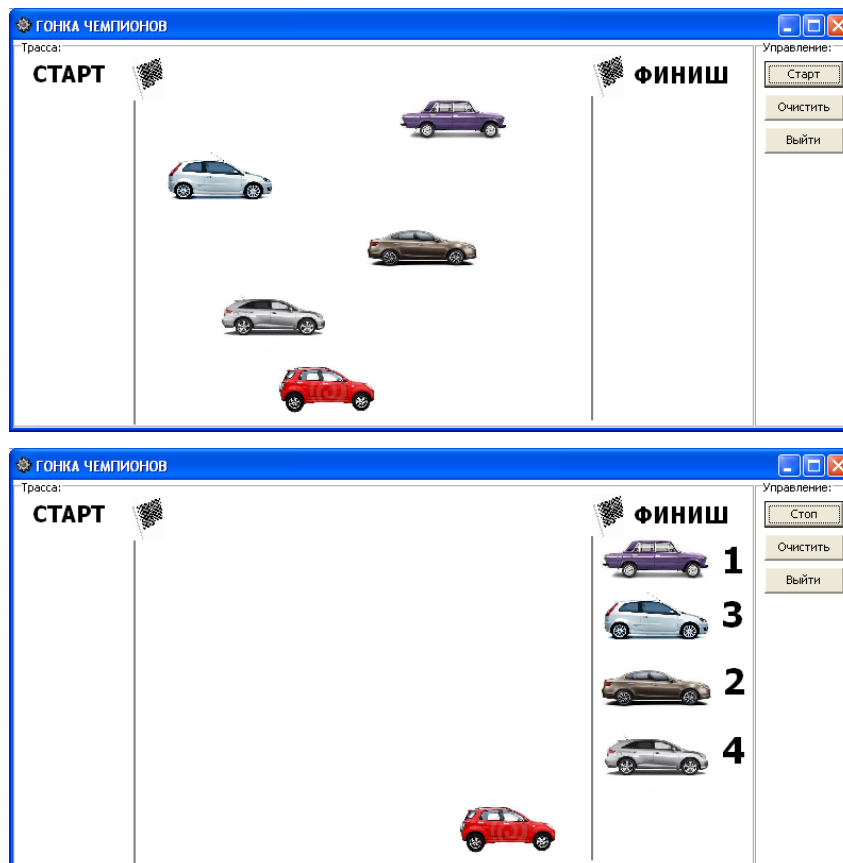 ГОНКА ЧЕМПИОНОВ
Трасса:
Управление:
СТАРТ
ФИНИШ
Старт
Очистить
Выйти
ГОНКА ЧЕМПИОНОВ
Трасса:
Управление:
СТАРТ
ФИНИШ
Стоп
1
Очистить
Выйти
3
2
4